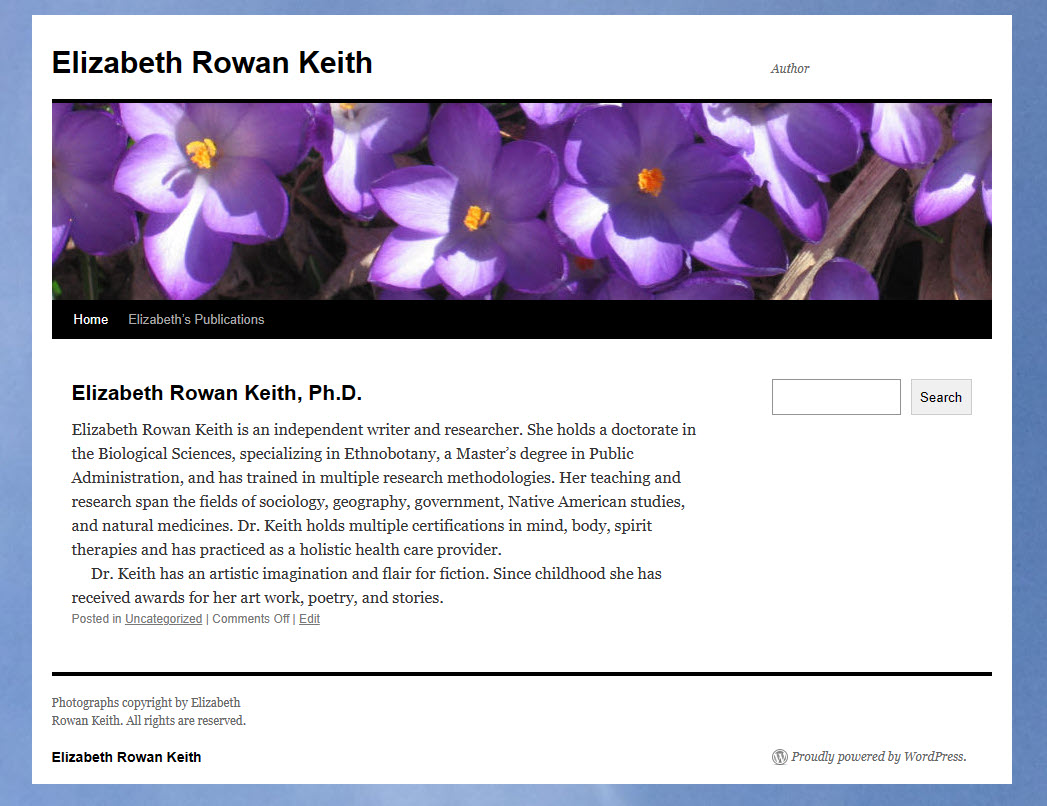 Elizabeth Rowan Keith
Author
Home Elizabeth’s Publications
Elizabeth Rowan Keith, Ph.D.
Search
Elizabeth Rowan Keith is an independent writer and researcher. She holds a doctorate in
the Biological Sciences, specializing in Ethnobotany, a Master’s degree in Public
Administration, and has trained in multiple research methodologies. Her teaching and
research span the fields of sociology, geography, government, Native American studies,
and natural medicines. Dr. Keith holds multiple certifications in mind, body, spirit
therapies and has practiced as a holistic health care provider.
Dr. Keith has an artistic imagination and flair for fiction. Since childhood she has
received awards for her art work, poetry, and stories.
Posted in Uncategorized | Comments Off | Edit
Photographs copyright by Elizabeth
Rowan Keith. All rights are reserved.
Elizabeth Rowan Keith
Proudly powered by WordPress.